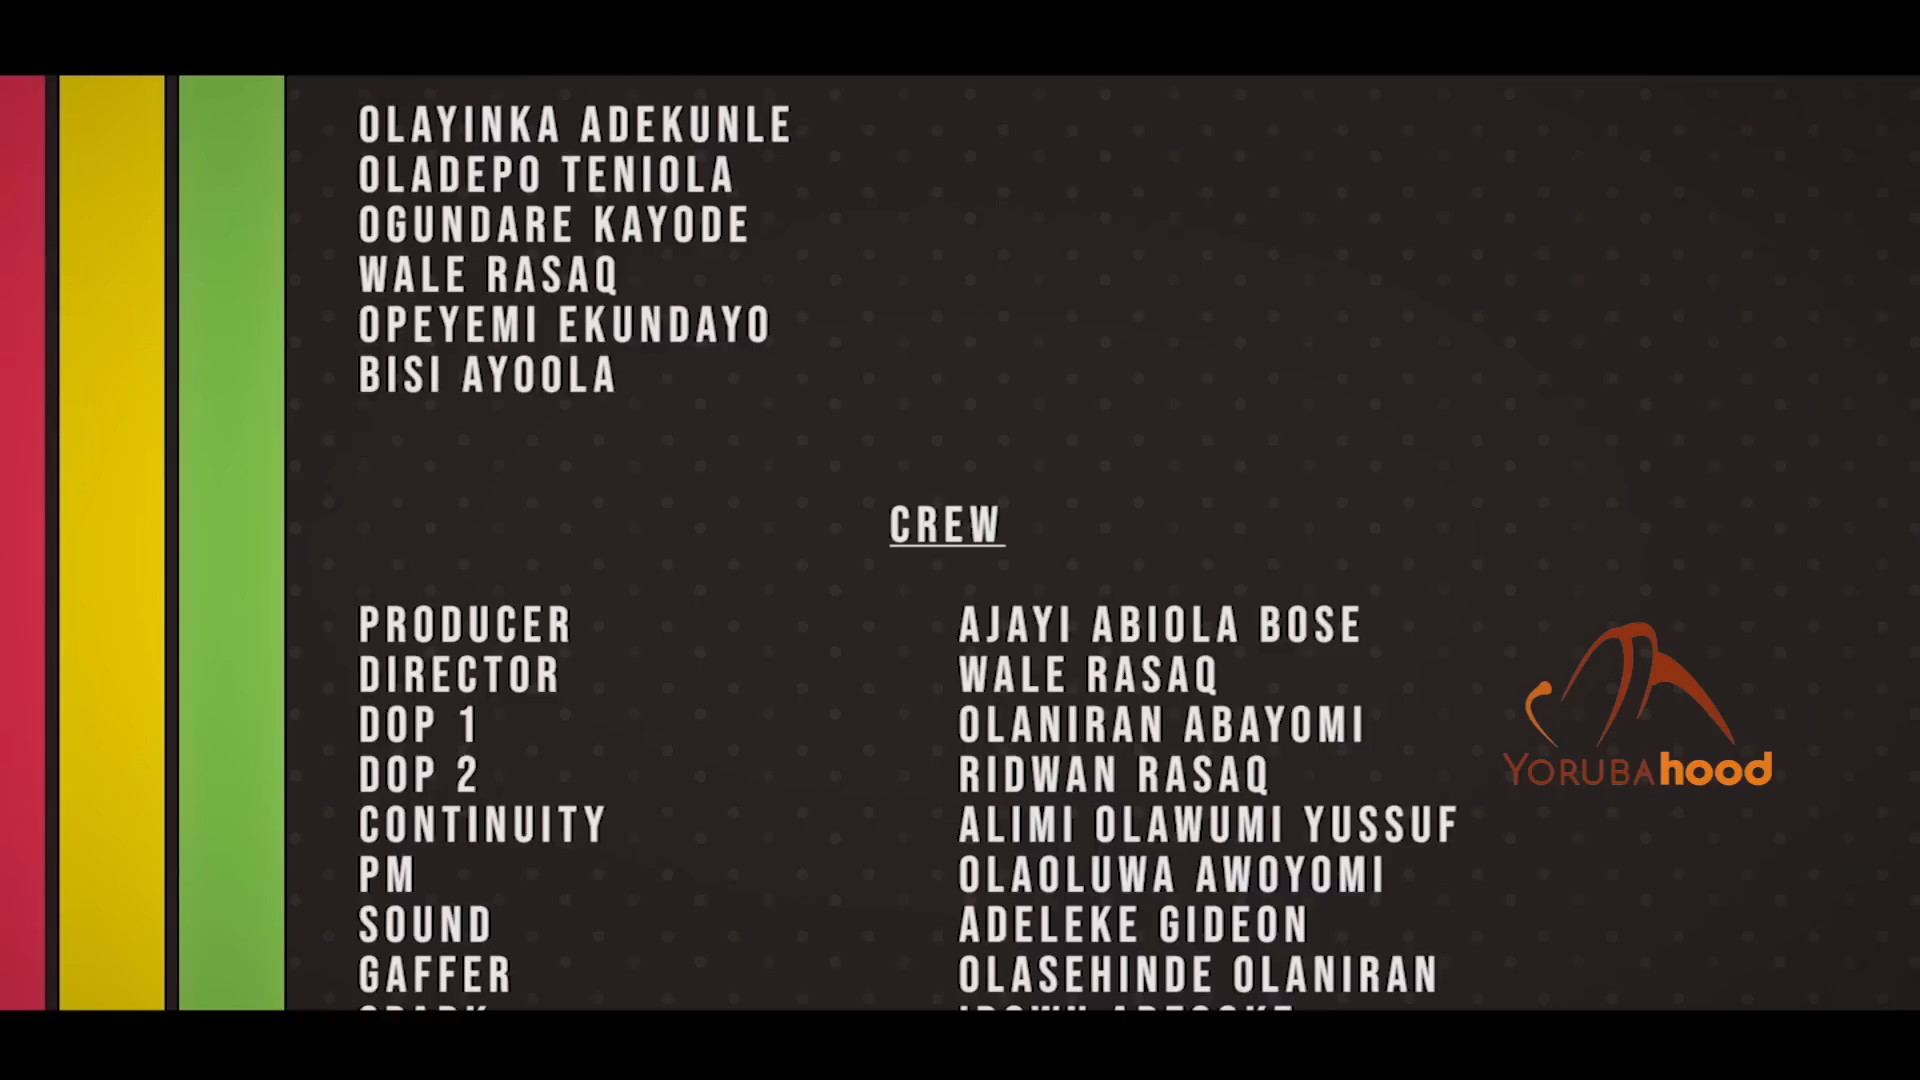 OLAYINKA ADEKUNLE
OLADEPO TENIOLA
OGUNDARE KAYODE
WALE RASAQ
OPEYEMI EKUNDAYO
BISI AYOOLA
CREW
PRODUCER AJAYI ABIOLA BOSE
DIRECTOR WALE RASAQ
DOP 1 OLANIRAN ABAYOMI
DOP 2 RIDWAN RASAQ
CONTINUITY ALIMI OLAWUMI YUSSUF
PM OLAOLUWA AWOYOMI
SOUND ADELEKE GIDEON
GAFFER OLASEHINDE OLANIRAN
YORUBAhood